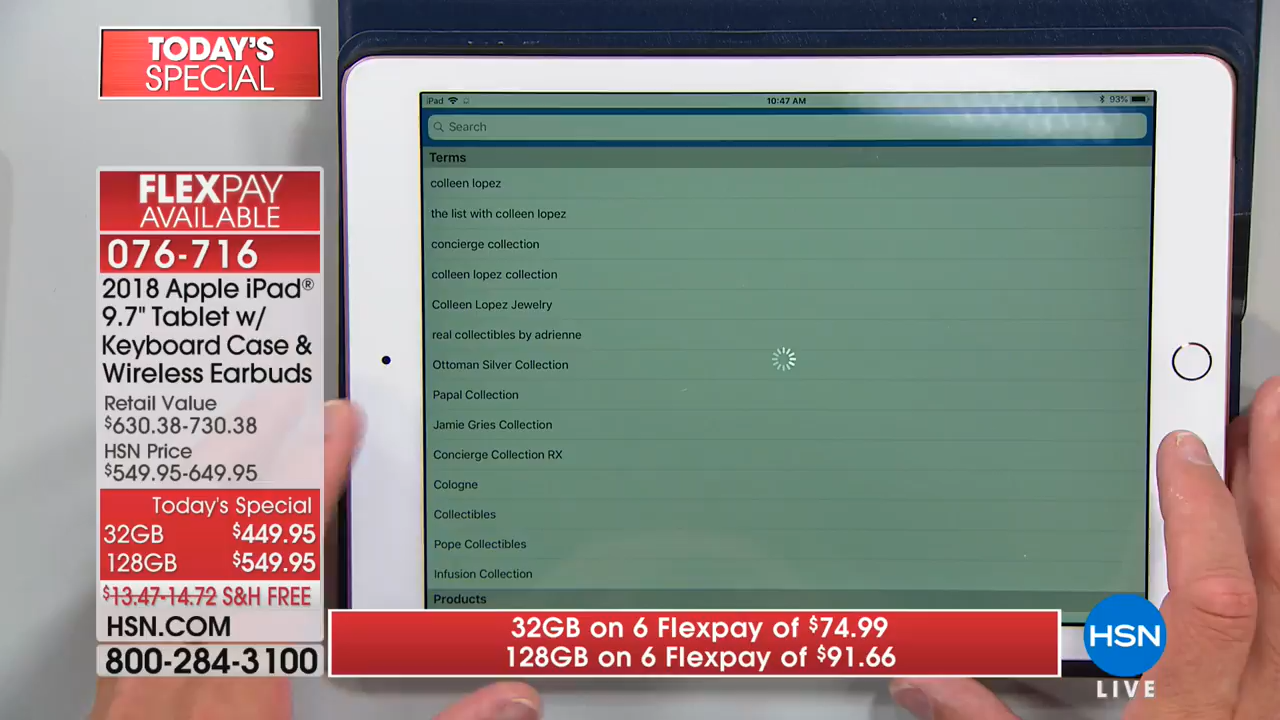 TODAY'S
SPECIAL
FLEXPAY
AVAILABLE
076-716
2018 Apple iPad®
9.7" Tablet w/
Keyboard Case &
Wireless Earbuds
Retail Value
$630.38-730.38
HSN Price
$549.95-649.95
Today's Special
32GB $449.95
128GB $549.95
$13.47-14.72 S&H FREE
HSN.COM
800-284-3100
iPad 10:47 AM 93%
Search
Terms
colleen lopez
the list with colleen lopez
concierge collection
colleen lopez collection
Colleen Lopez Jewelry
real collectibles by adrienne
Ottoman Silver Collection
Papal Collection
Jamie Gries Collection
Concierge Collection RX
Cologne
Collectibles
Pope Collectibles
Infusion Collection
Products
32GB on 6 Flexpay of $74.99
128GB on 6 Flexpay of $91.66
HSN
LIVE